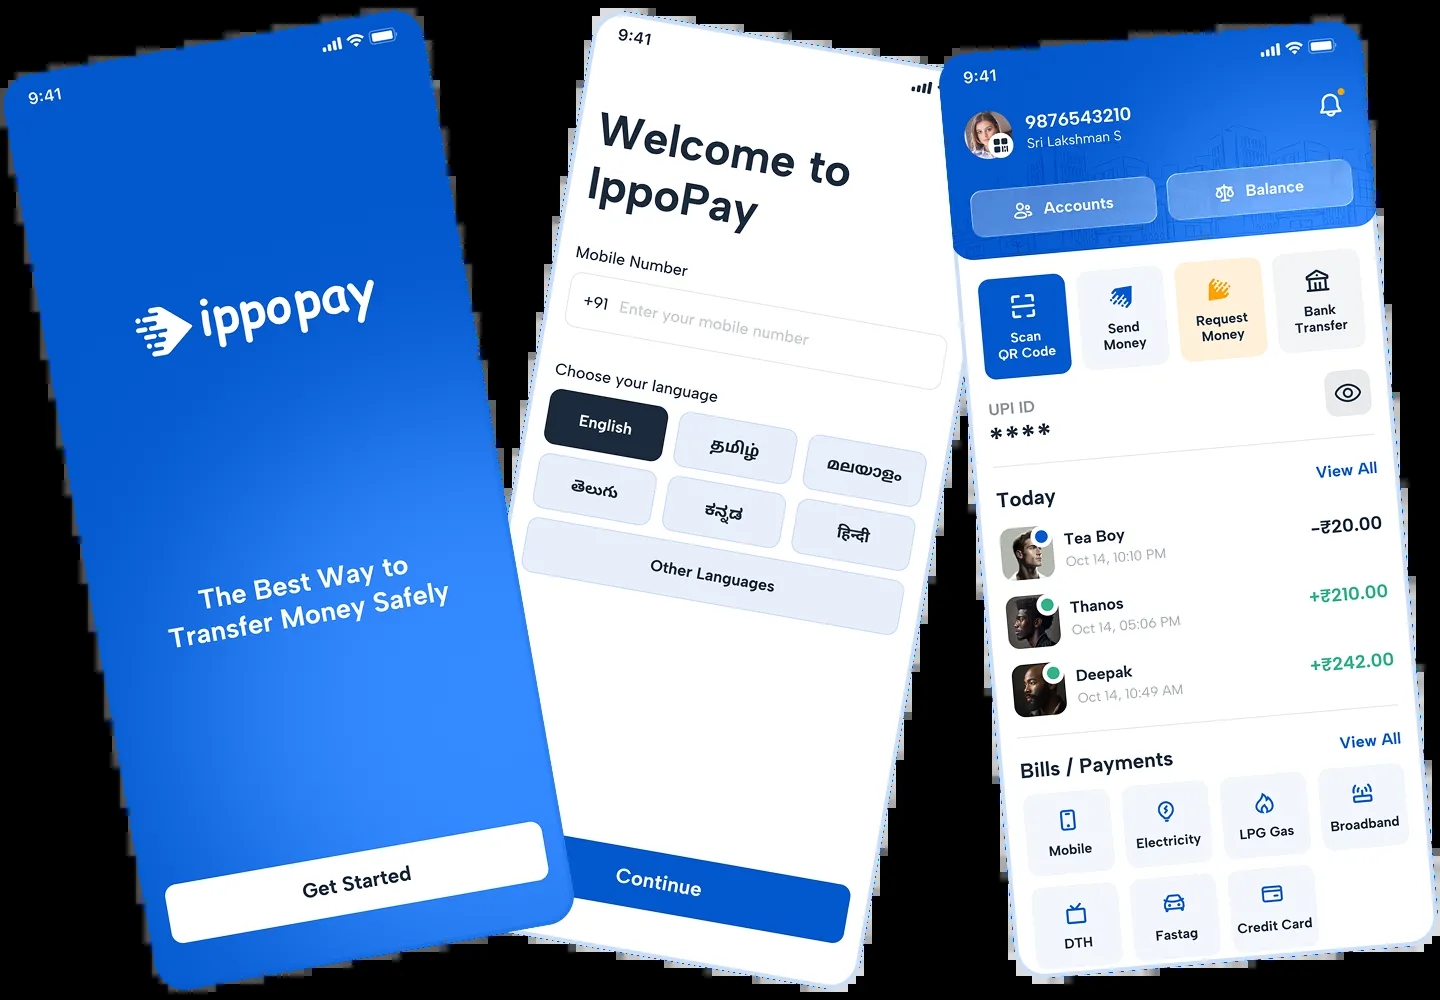 9:41
ippopay
The Best Way to
Transfer Money Safely
Get Started
9:41
Welcome to
IppoPay
Mobile Number
+91 Enter your mobile number
Choose your language
English
தமிழ்
മലയാളം
తెలుగు
ಕನ್ನಡ
हिन्दी
Other Languages
Continue
9:41
9876543210
Sri Lakshman S
Accounts
Balance
Scan
QR Code
Send
Money
Request
Money
Bank
Transfer
UPI ID
****
View All
Today
Tea Boy
-₹20.00
Oct 14, 10:10 PM
Thanos
+₹210.00
Oct 14, 05:06 PM
Deepak
+₹242.00
Oct 14, 10:49 AM
View All
Bills / Payments
Mobile
Electricity
LPG Gas
Broadband
DTH
Fastag
Credit Card